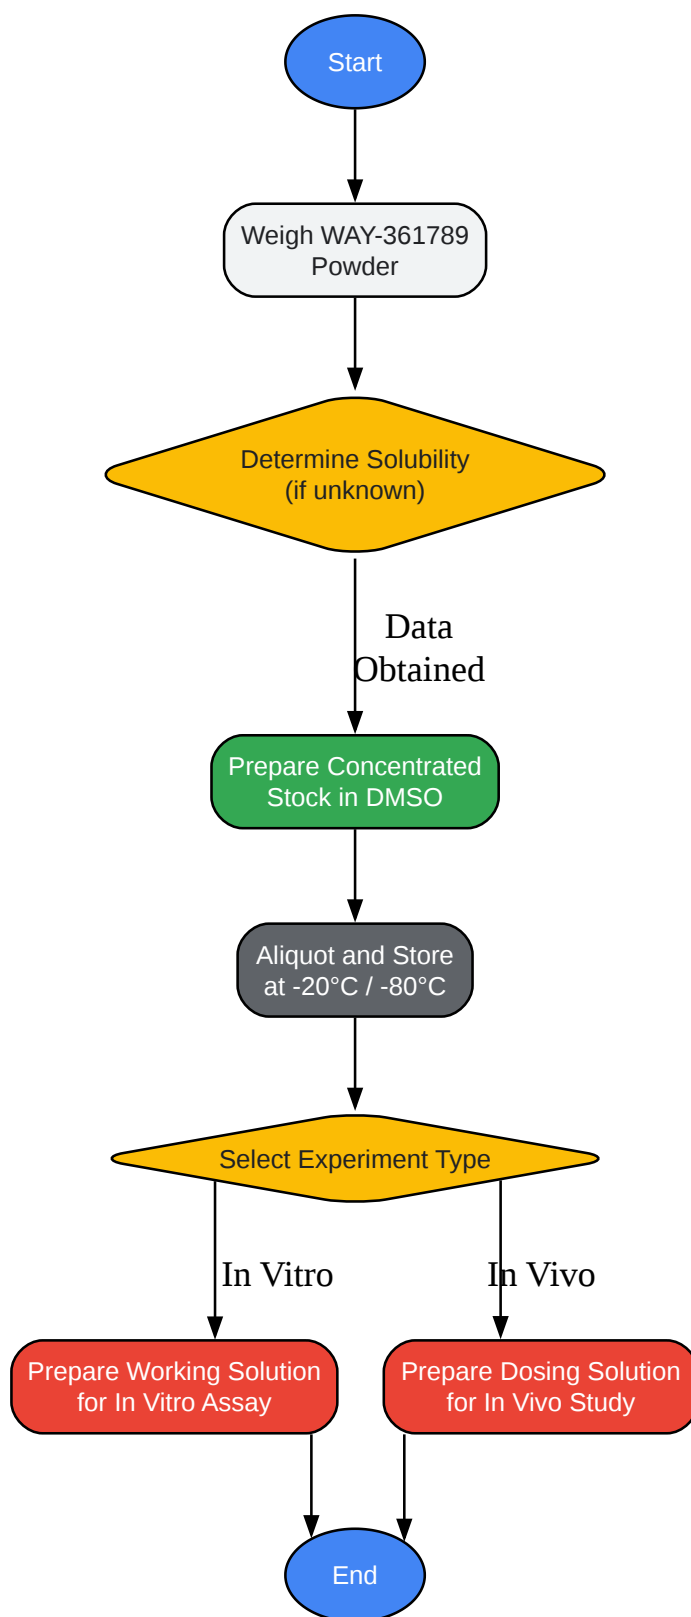 Start
Weigh WAY-361789
Powder
Determine Solubility
(if unknown)
Data
Obtained
Prepare Concentrated
Stock in DMSO
Aliquot and Store
at -20°C / -80°C
Select Experiment Type
In Vitro
In Vivo
Prepare Working Solution
for In Vitro Assay
Prepare Dosing Solution
for In Vivo Study
End